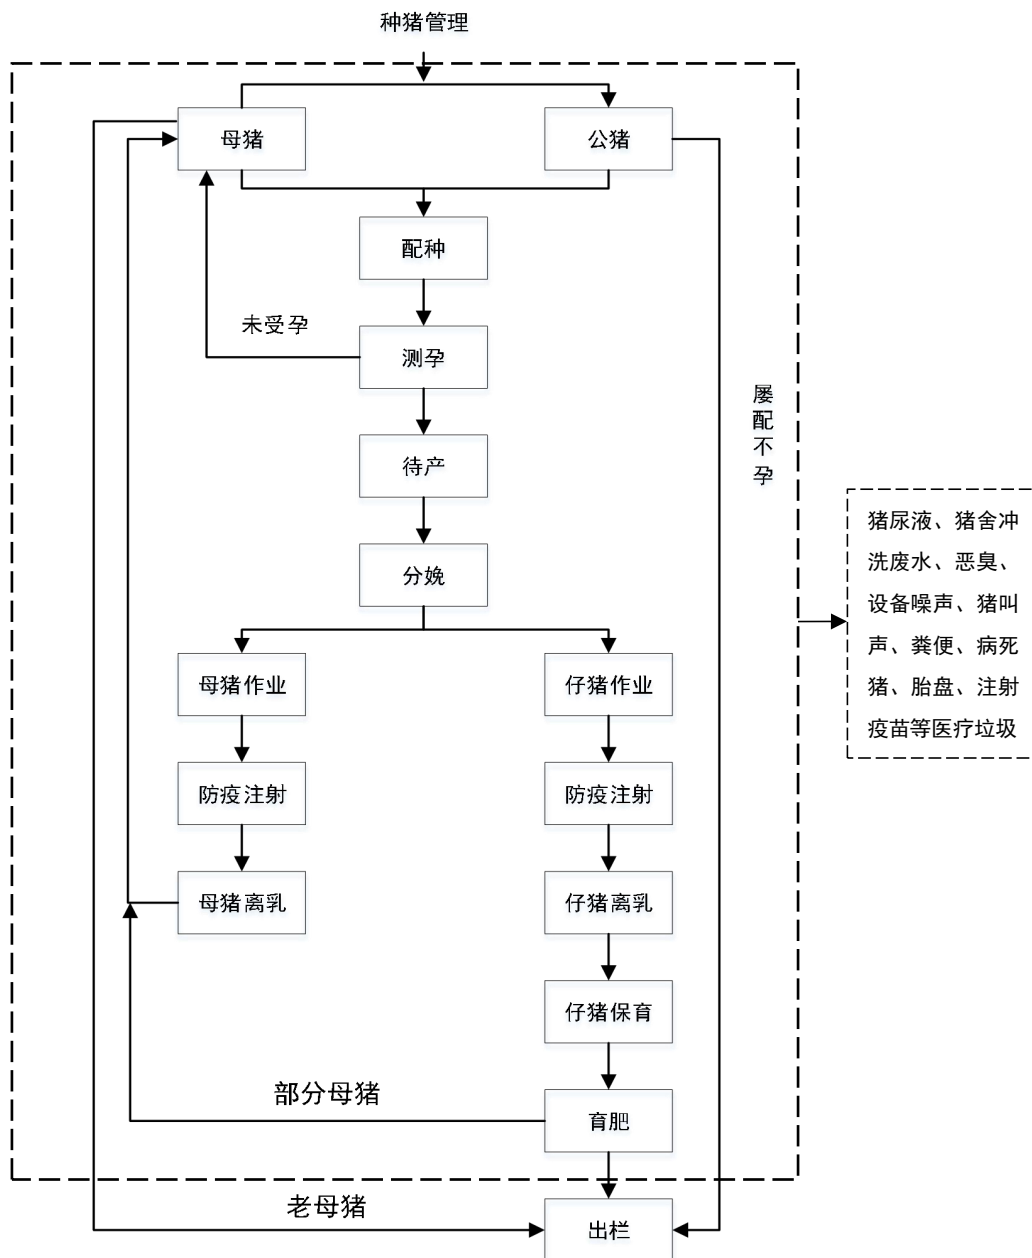 种猪管理
母猪
公猪
配种
未受孕
测孕
屡配不孕
待产
分娩
猪尿液、猪舍冲
洗废水、恶臭、
设备噪声、猪叫
声、粪便、病死
猪、胎盘、注射
疫苗等医疗垃圾
母猪作业
仔猪作业
防疫注射
防疫注射
母猪离乳
仔猪离乳
仔猪保育
部分母猪
育肥
老母猪
出栏